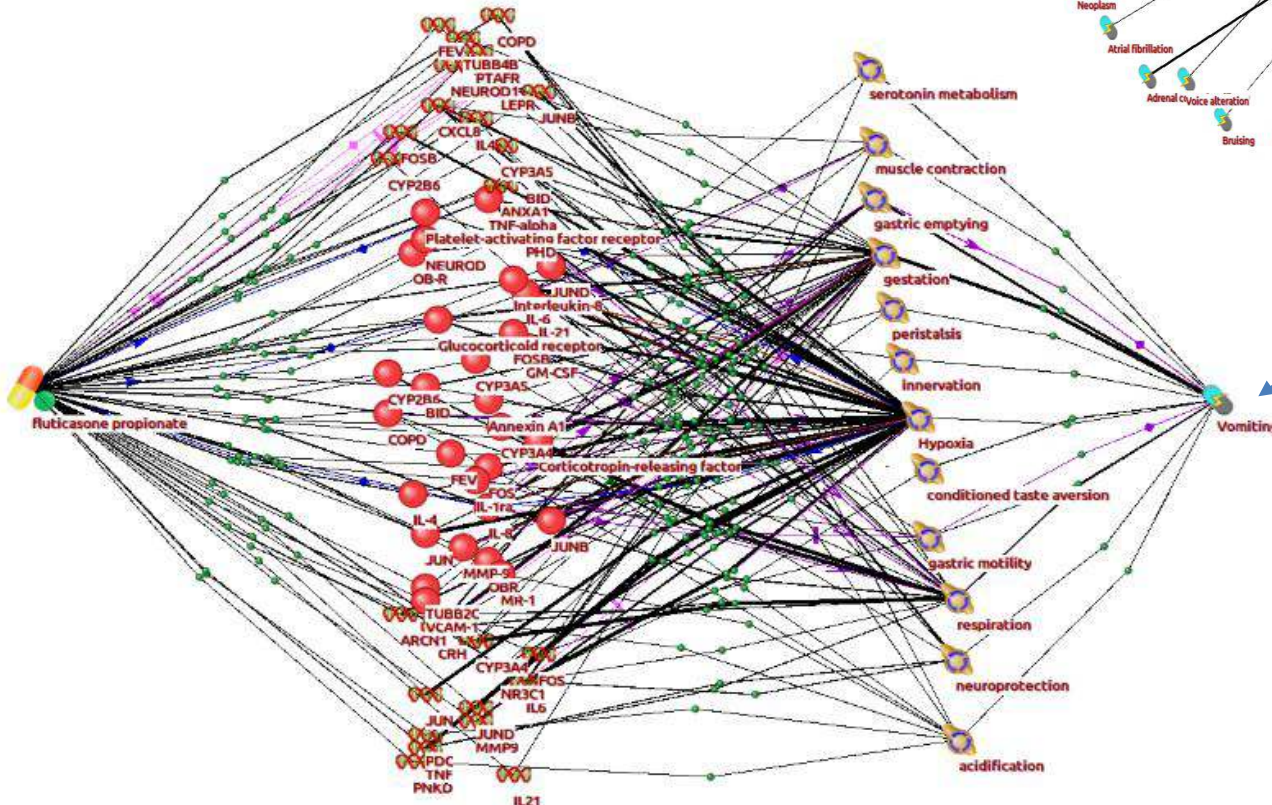 Neoplasm
Atrial fibrillation
Voice alteration
Bruising
COPD
FEV
TUBB4B
PTAFR
NEUROD1
LEPR
JUNB
CXCL8
IL4
FOSB
CYP3A5
CYP2B6
BID
ANXA1
TNF-alpha
Platelet-activating factor receptor
PHD
NEUROD
OB-R
JUND
Interleukin-8
IL-6
IL-21
Glucocorticoid receptor
FOSB
GM-CSF
CYP3A5
CYP2B6
BID
Annexin A1
COPD
CYP3A4
Corticotropin-releasing factor
FEV
FOS
IL-1ra
IL-4
IL-8
JUNB
JUN
MMP-9
OBR
MR-1
TUBB2C
VCAM-1
ARCN1
CRH
CYP3A4
FOS
NR3C1
IL6
JUN
JUND
MMP9
PDC
TNF
PNKD
IL21
fluticasone propionate
serotonin metabolism
muscle contraction
gastric emptying
gestation
peristalsis
innervation
Hypoxia
conditioned taste aversion
gastric motility
respiration
neuroprotection
acidification
Vomiting